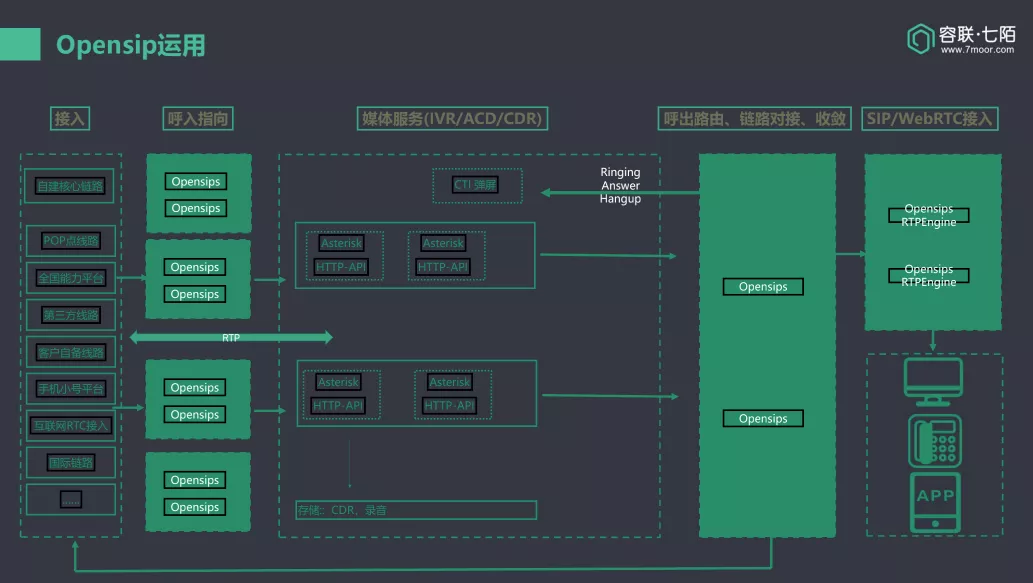 Opensip运用
容联·七陌
www.7moor.com
接入
呼入指向
媒体服务(IVR/ACD/CDR)
呼出路由、链路对接、收敛
SIP/WebRTC接入
自建核心链路
POP点线路
全国能力平台
第三方线路
客户自备线路
手机小号平台
互联网RTC接入
国际链路
......
Opensips
Opensips
Opensips
Opensips
RTP
Opensips
Opensips
Opensips
Opensips
CTI 弹屏
Asterisk
HTTP-API
Asterisk
HTTP-API
Asterisk
HTTP-API
Asterisk
HTTP-API
存储:: CDR、录音
Ringing
Answer
Hangup
Opensips
Opensips
Opensips
RTPEngine
Opensips
RTPEngine
APP